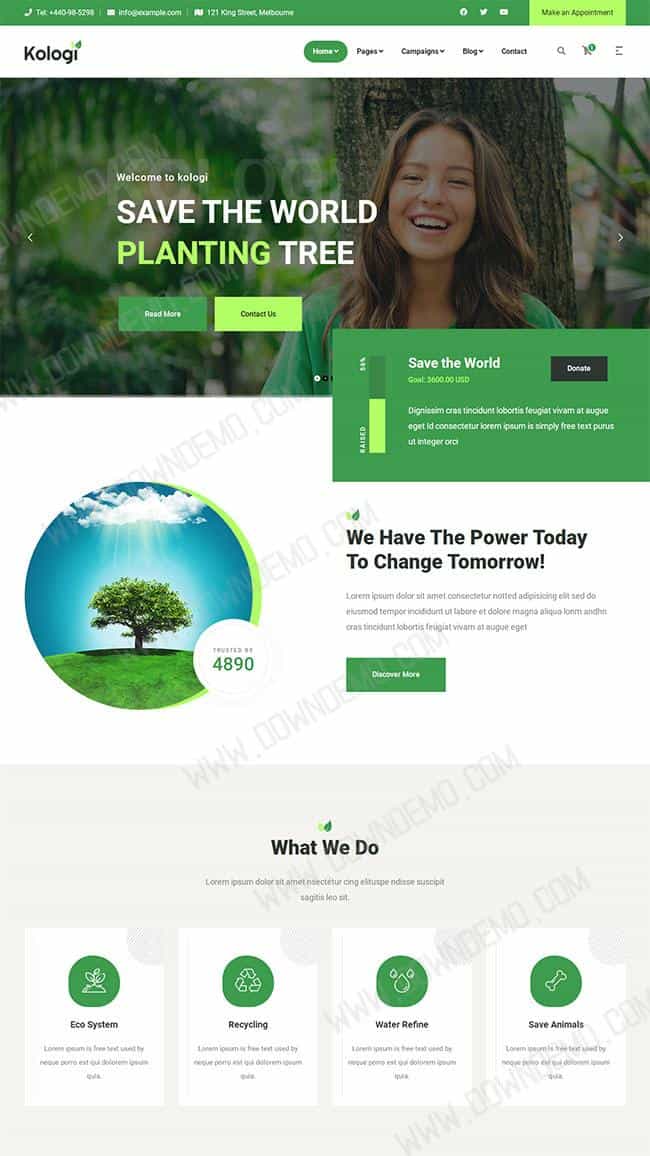 Tel: +440-98-5298
info@example.com
121 King Street, Melbourne
Make an Appointment
Kologi
Home
Pages
Campaigns
Blog
Contact
1
Welcome to kologi
SAVE THE WORLD
PLANTING TREE
Read More
Contact Us
56%
RAISED
Save the World
Goal: 3600.00 USD
Donate
Dignissim cras tincidunt lobortis feugiat vivam at augue
eget Id consectetur lorem ipsum is simply free text purus
ut integer orci
We Have The Power Today
To Change Tomorrow!
Lorem ipsum dolor sit amet consectetur notted adipisicing elit sed do
eiusmod tempor incididunt ut labore et dolore magna aliqua lonm andhn
cras tincidunt lobortis feugiat vivam at augue eget
TRUSTED BY
4890
Discover More
What We Do
Lorem ipsum dolor sit amet nsectetur cing elituspe ndisse suscipit
sagitis leo sit.
Eco System
Lorem ipsum is free text used by
neque porro est qui dolorem ipsum
quia.
Recycling
Lorem ipsum is free text used by
neque porro est qui dolorem ipsum
quia.
Water Refine
Lorem ipsum is free text used by
neque porro est qui dolorem ipsum
quia.
Save Animals
Lorem ipsum is free text used by
neque porro est qui dolorem ipsum
quia.
WWW.DOWNDEMO.COM